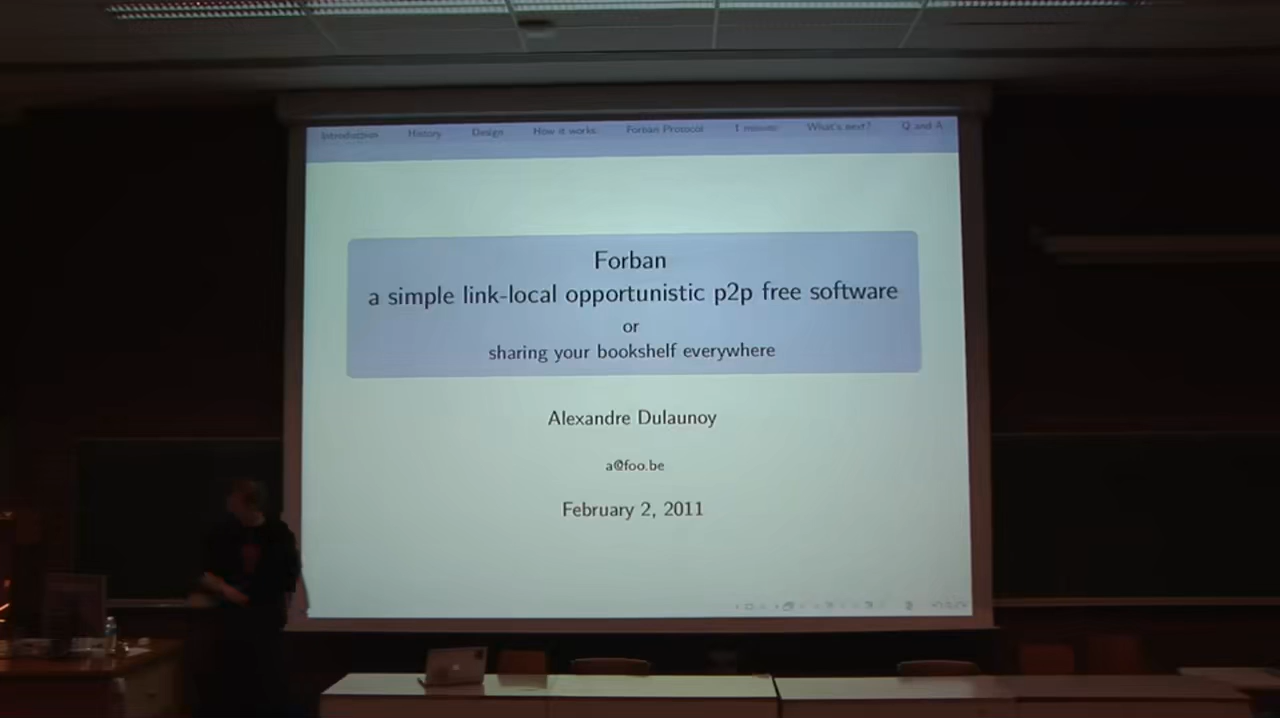 Introduction History Design How it works Forban Protocol 1 minute What's next? Q and A
Forban
a simple link-local opportunistic p2p free software
or
sharing your bookshelf everywhere
Alexandre Dulaunoy
a@foo.be
February 2, 2011